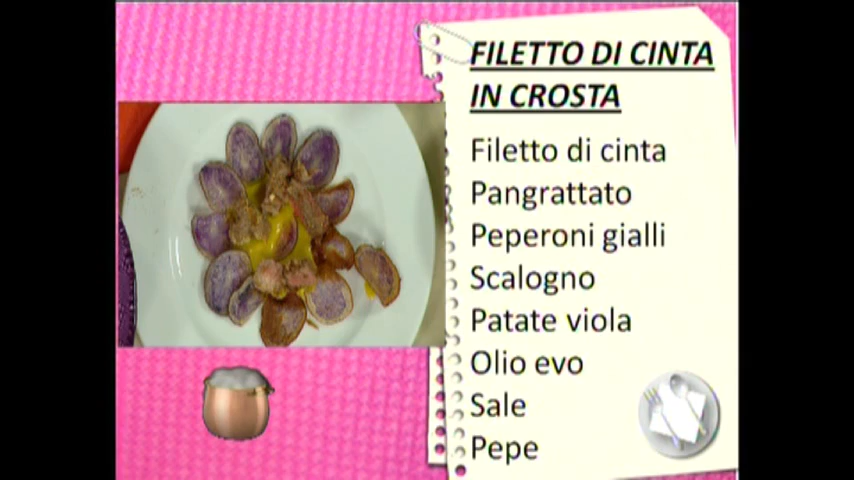 FILETTO DI CINTA
IN CROSTA
Filetto di cinta
Pangrattato
Peperoni gialli
Scalogno
Patate viola
Olio evo
Sale
Pepe